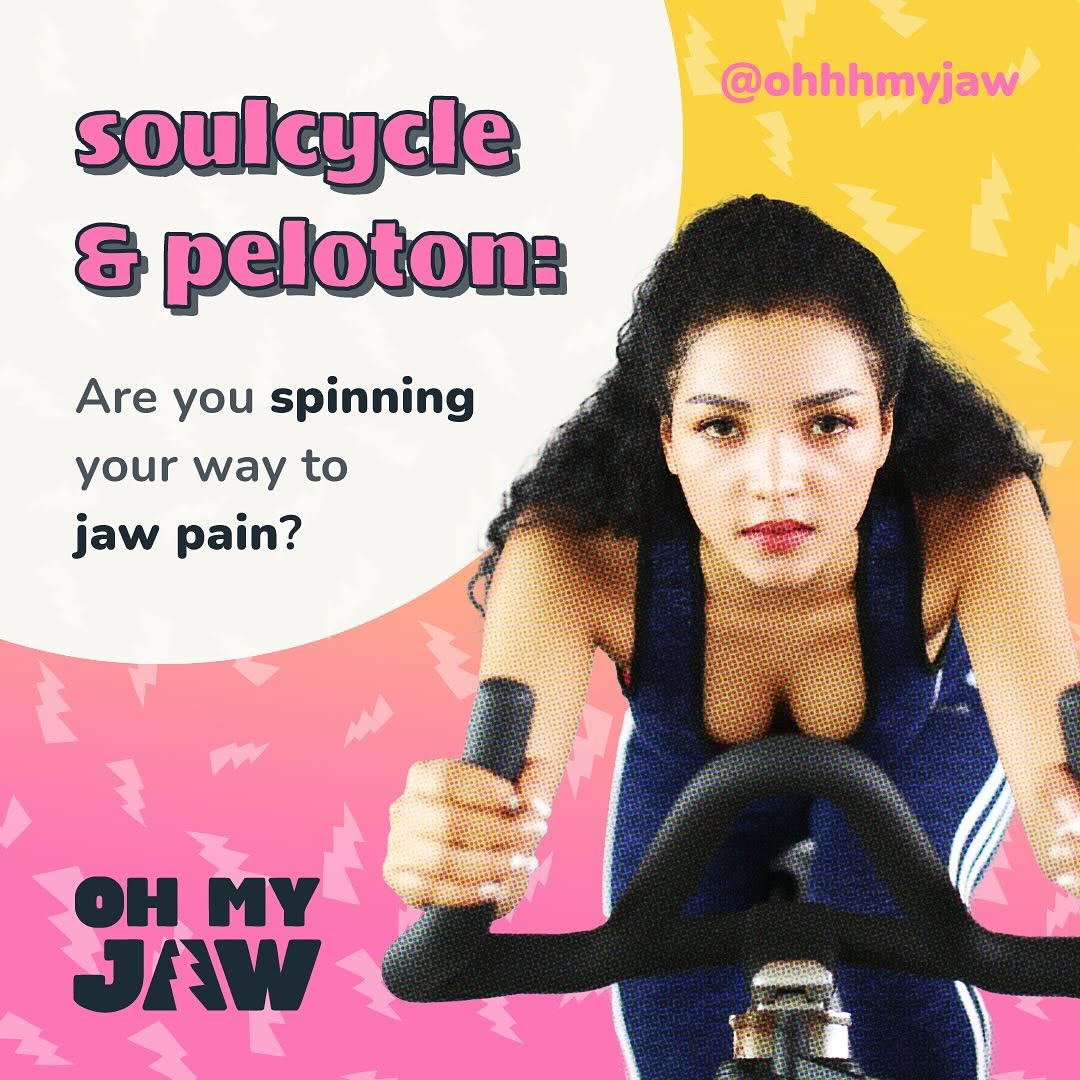 @ohhhmyjaw
soulcycle
& peloton:
Are you spinning
your way to
jaw pain?
OH MY
JAW